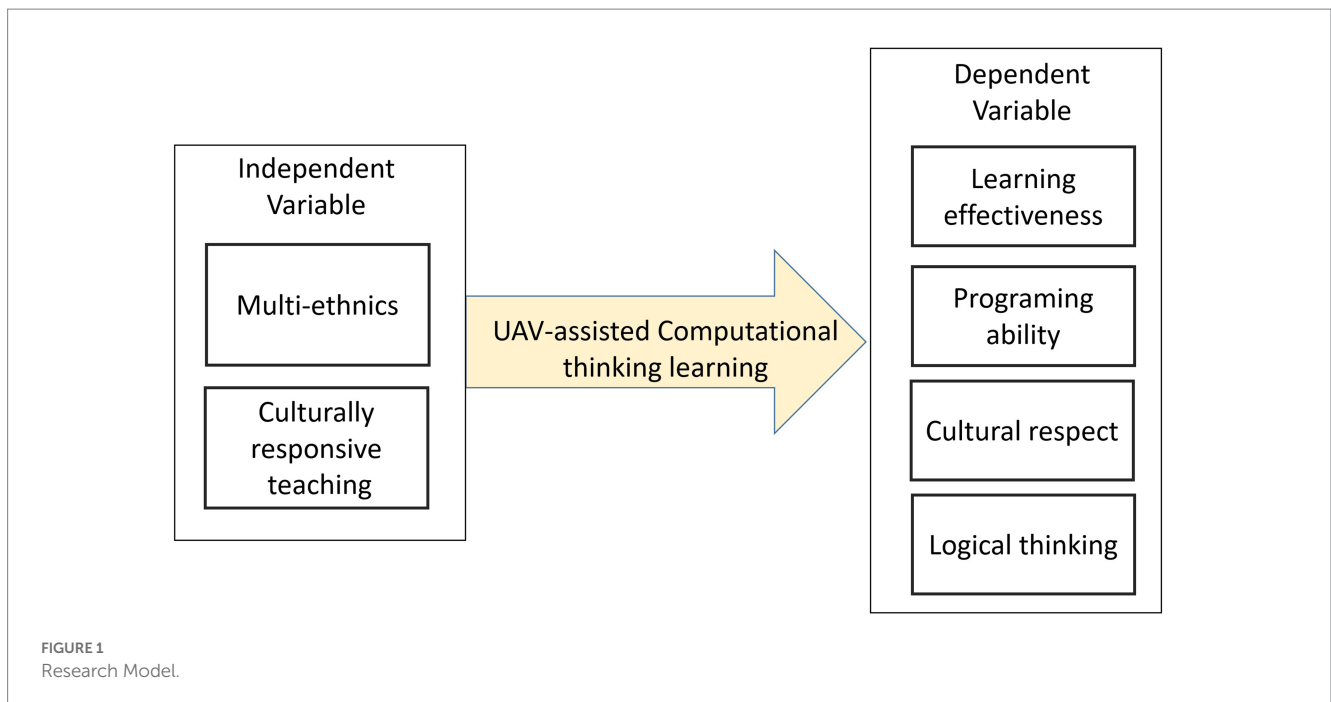 Independent
Variable
Multi-ethnics
Culturally
responsive
teaching
UAV-assisted Computational
thinking learning
Dependent
Variable
Learning
effectiveness
Programing
ability
Cultural respect
Logical thinking
FIGURE 1
Research Model.